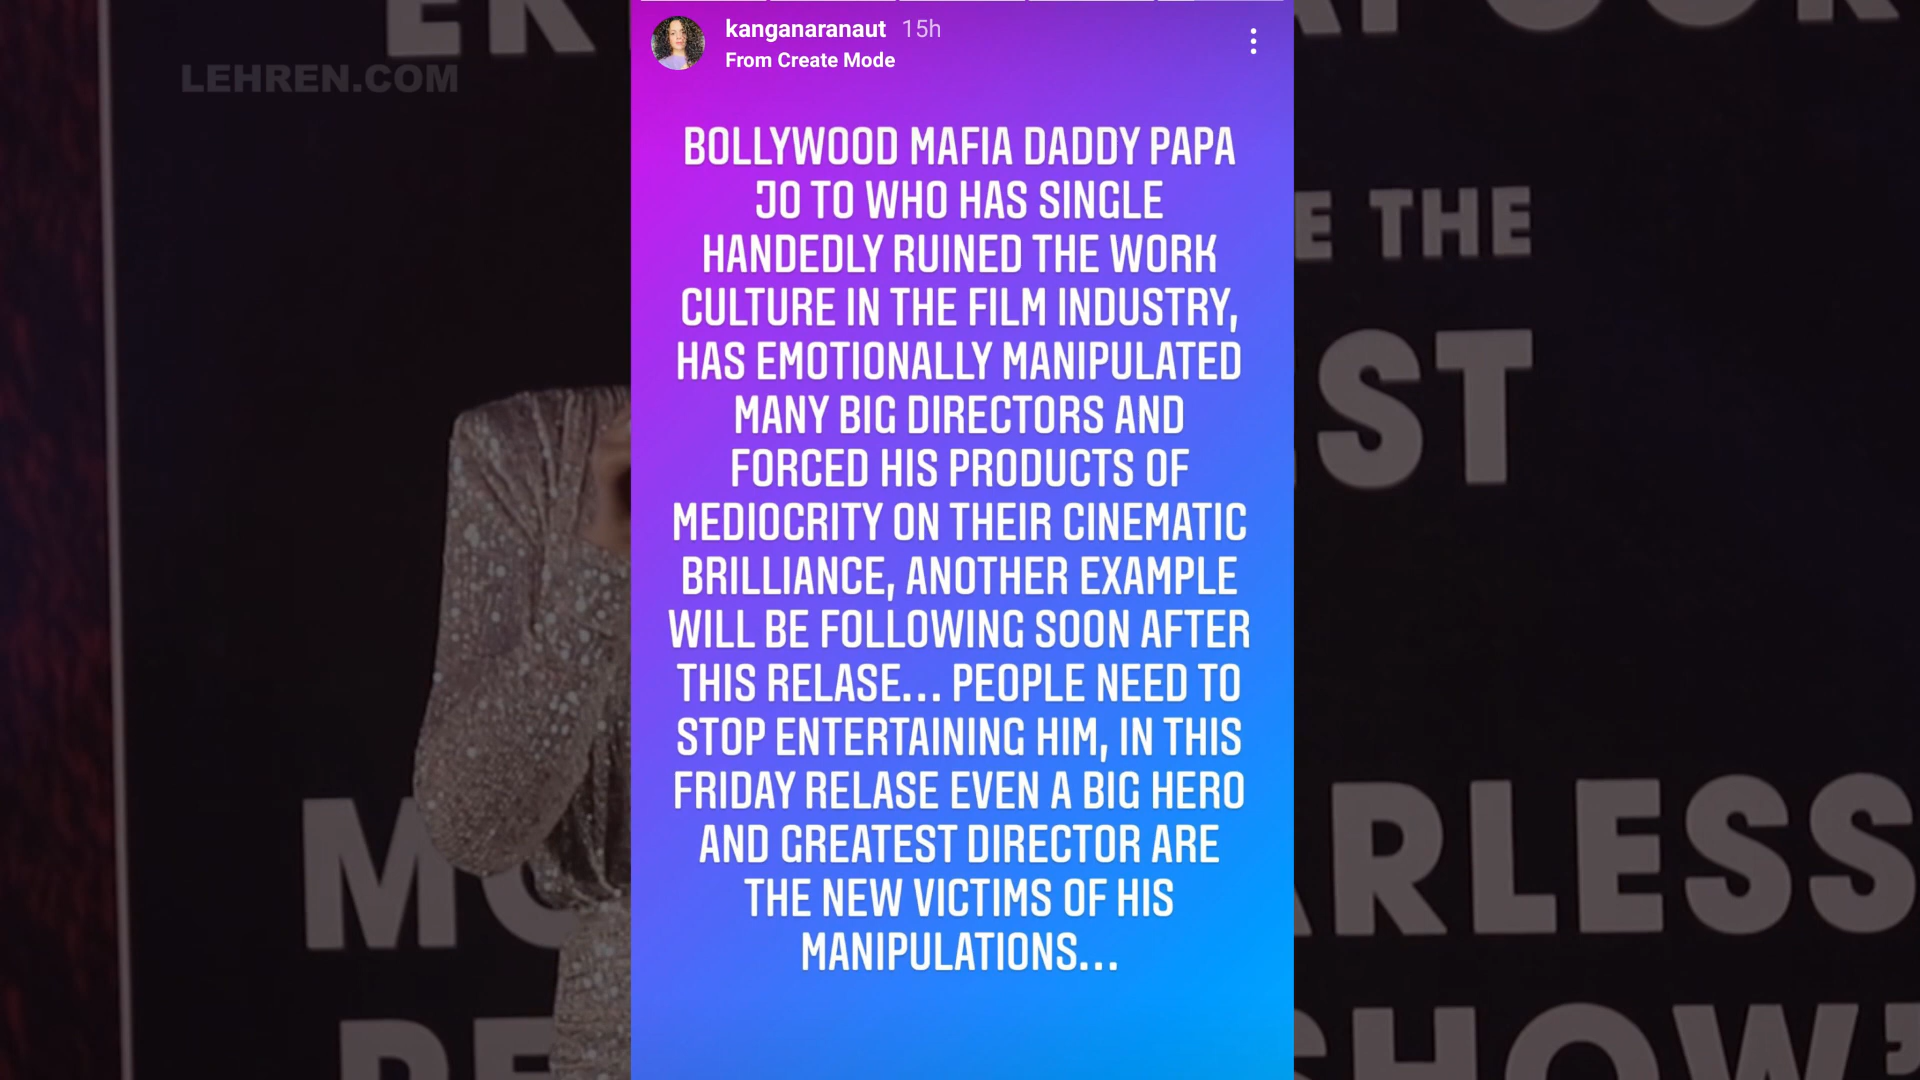 LEHREN.COM
kanganaranaut 15h
From Create Mode
BOLLYWOOD MAFIA DADDY PAPA
JO TO WHO HAS SINGLE
HANDEDLY RUINED THE WORK
CULTURE IN THE FILM INDUSTRY,
HAS EMOTIONALLY MANIPULATED
MANY BIG DIRECTORS AND
FORCED HIS PRODUCTS OF
MEDIOCRITY ON THEIR CINEMATIC
BRILLIANCE, ANOTHER EXAMPLE
WILL BE FOLLOWING SOON AFTER
THIS RELASE... PEOPLE NEED TO
STOP ENTERTAINING HIM, IN THIS
FRIDAY RELASE EVEN A BIG HERO
AND GREATEST DIRECTOR ARE
THE NEW VICTIMS OF HIS
MANIPULATIONS...
THE